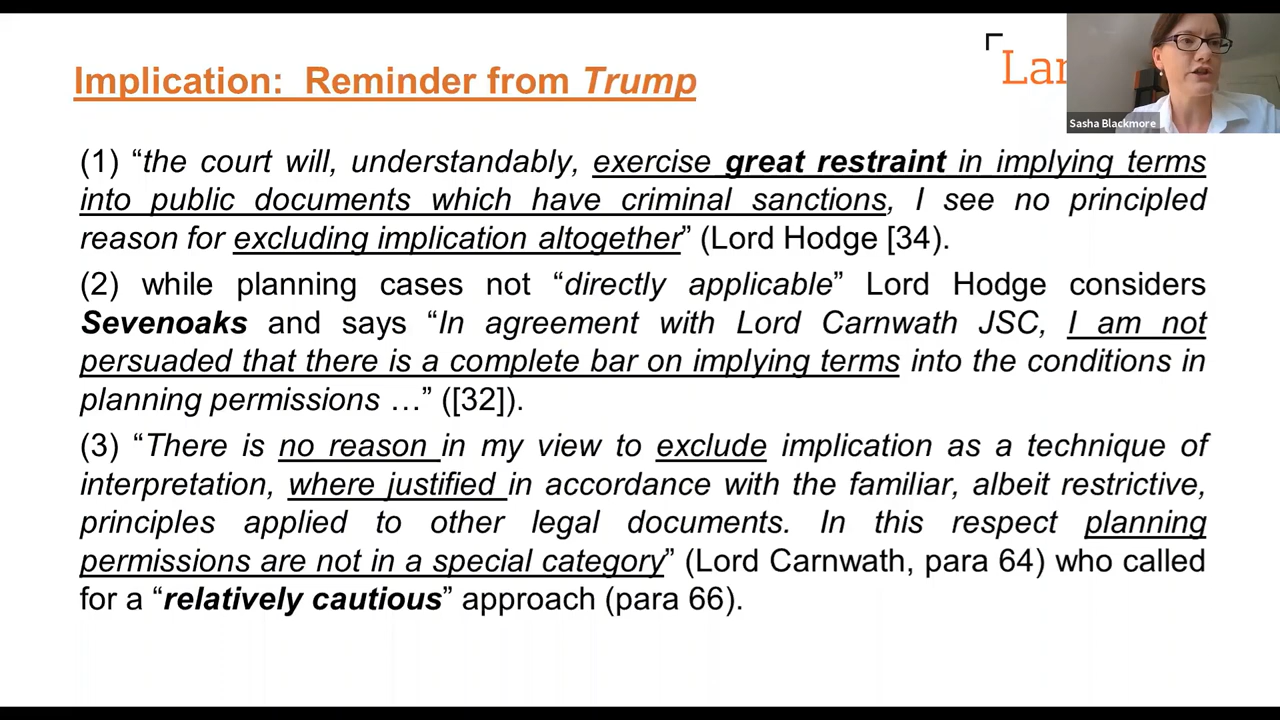 Implication: Reminder from Trump
Lan
Sasha Blackmore
(1) “the court will, understandably, exercise great restraint in implying terms
into public documents which have criminal sanctions, I see no principled
reason for excluding implication altogether” (Lord Hodge [34).
(2) while planning cases not “directly applicable” Lord Hodge considers
Sevenoaks and says “In agreement with Lord Carnwath JSC, I am not
persuaded that there is a complete bar on implying terms into the conditions in
planning permissions …” ([32]).
(3) “There is no reason in my view to exclude implication as a technique of
interpretation, where justified in accordance with the familiar, albeit restrictive,
principles applied to other legal documents. In this respect planning
permissions are not in a special category” (Lord Carnwath, para 64) who called
for a “relatively cautious” approach (para 66).